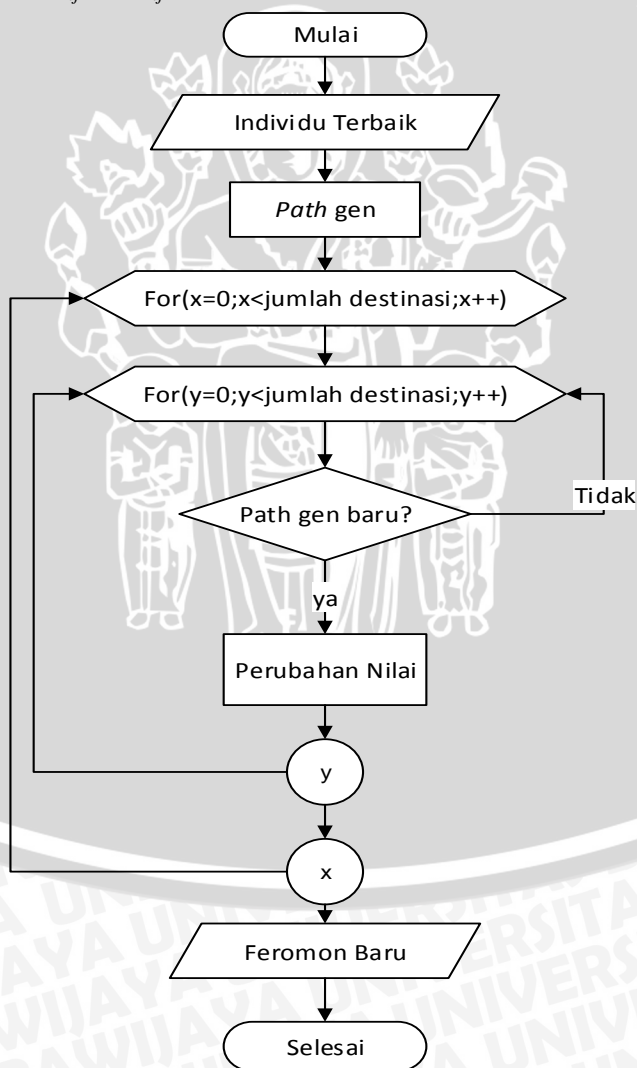 Mulai
Individu Terbaik
Path gen
For(x=0;x<jumlah destinasi;x++)
For(y=0;y<jumlah destinasi;y++)
Path gen baru?
Tidak
ya
Perubahan Nilai
y
x
Feromon Baru
Selesai